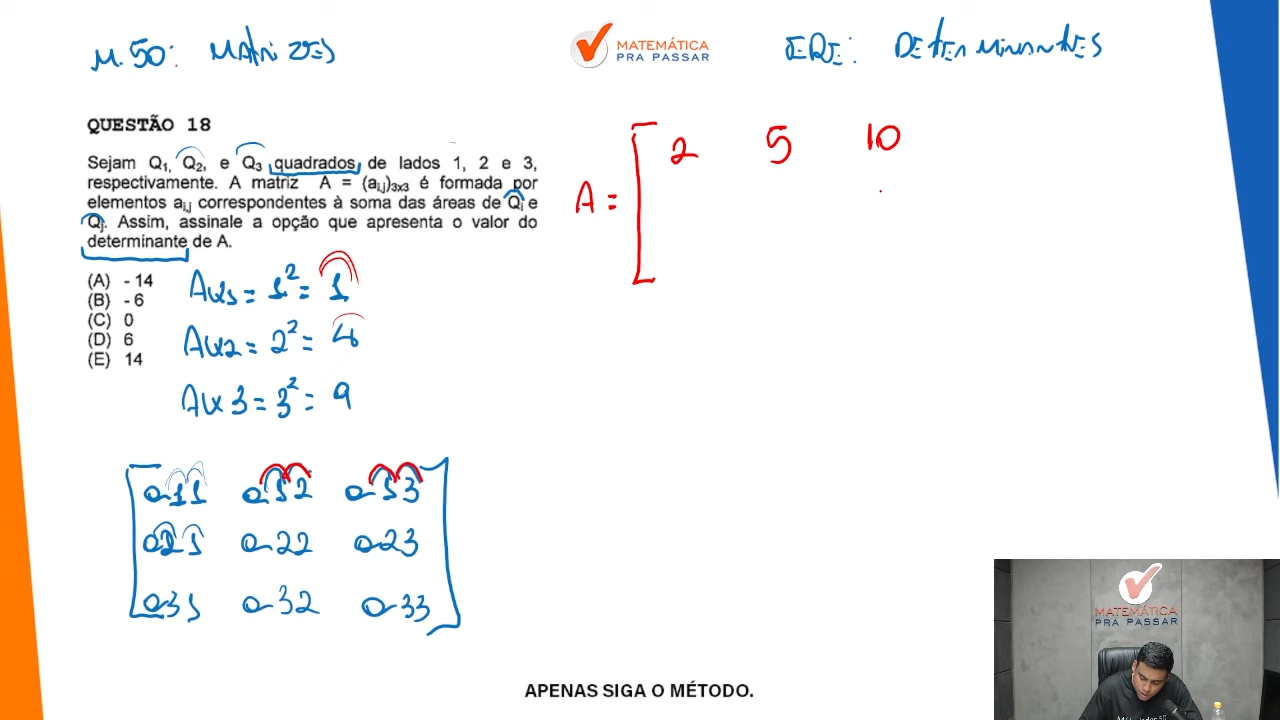 M.50: MATRIZES
MATEMÁTICA
PRA PASSAR
EQE: DETERMINANTES
QUESTÃO 18
Sejam Q₁, Q₂, e Q₃ quadrados de lados 1, 2 e 3,
respectivamente. A matriz A = (aᵢ,ⱼ)₃ₓ₃ é formada por
elementos aᵢ,ⱼ correspondentes à soma das áreas de Qᵢ e
Qⱼ. Assim, assinale a opção que apresenta o valor do
determinante de A.
(A) - 14
(B) - 6
(C) 0
(D) 6
(E) 14
AQ1 = 1² = 1
AQ2 = 2² = 4
AQ3 = 3² = 9
A = [ 2 5 10
a11 a12 a13
a21 a22 a23
a31 a32 a33
MATEMÁTICA
PRA PASSAR
APENAS SIGA O MÉTODO.